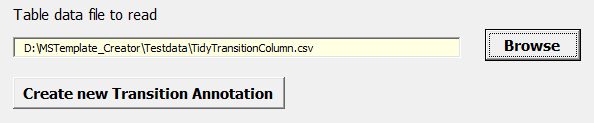 Table data file to read
D:\MSTemplate_Creator\Testdata\TidyTransitionColumn.csv
Browse
Create new Transition Annotation